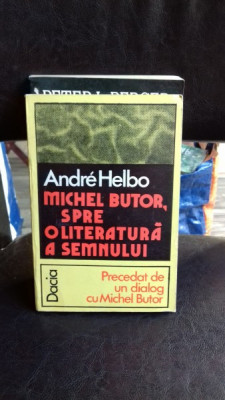 André Helbo
MICHEL BUTOR,
SPRE
O LITERATURĂ
A SEMNULUI
Precedat de
un dialog
cu Michel Butor
Dacia